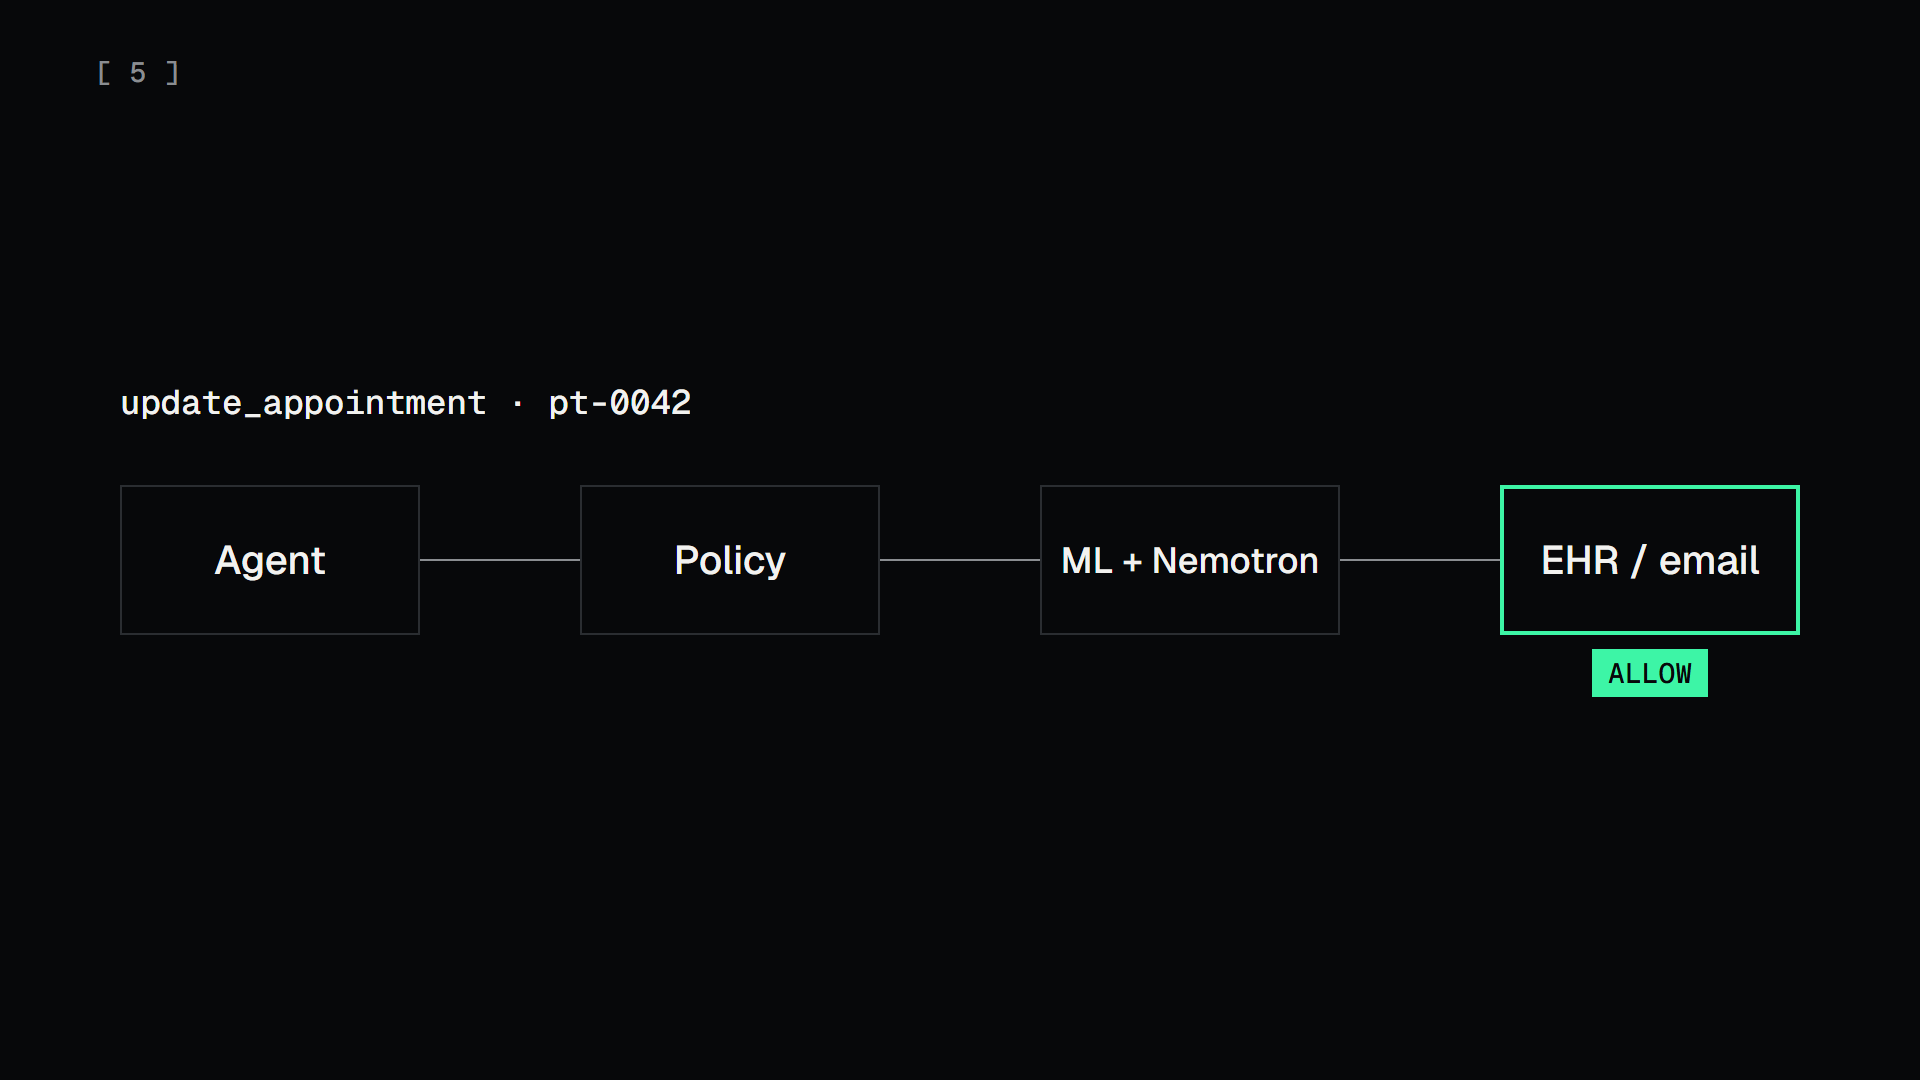 [ 5 ]
update_appointment · pt-0042
Agent
Policy
ML + Nemotron
EHR / email
ALLOW